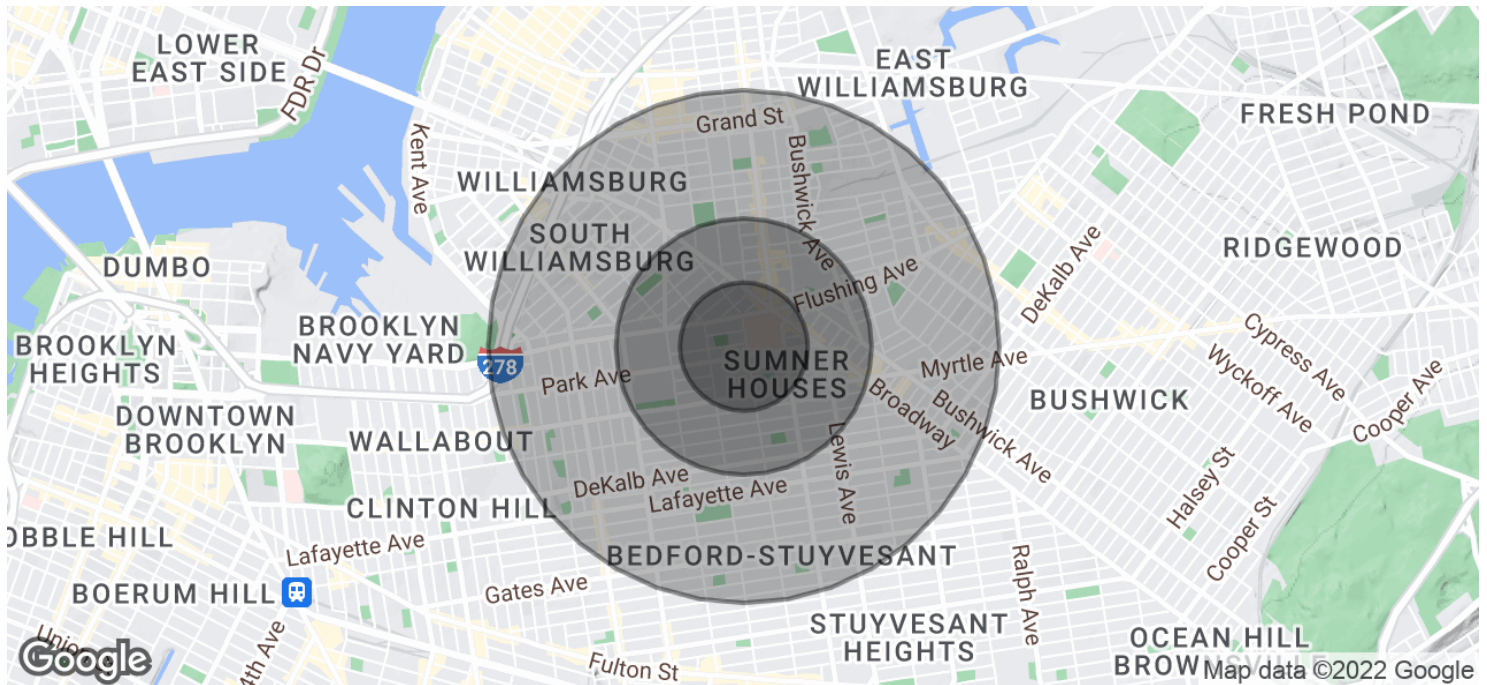 LOWER
EAST SIDE
FDR Dr
EAST
WILLIAMSBURG
FRESH POND
Grand St
Kent Ave
Bushwick Ave
WILLIAMSBURG
SOUTH
WILLIAMSBURG
DUMBO
RIDGEWOOD
DeKalb Ave
Flushing Ave
BROOKLYN
NAVY YARD
278
BROOKLYN
HEIGHTS
SUMNER
HOUSES
Park Ave
Myrtle Ave
Cypress Ave
Wyckoff Ave
Cooper Ave
Broadway
Bushwick Ave
BUSHWICK
DOWNTOWN
BROOKLYN
WALLABOUT
Lewis Ave
DeKalb Ave
Lafayette Ave
Halsey St
Cooper St
CLINTON HILL
OBBLE HILL
Lafayette Ave
BEDFORD-STUYVESANT
Ralph Ave
BOERUM HILL
Gates Ave
STUYVESANT
HEIGHTS
OCEAN HILL
Union
4th Ave
Fulton St
Google
Map data ©2022 Google